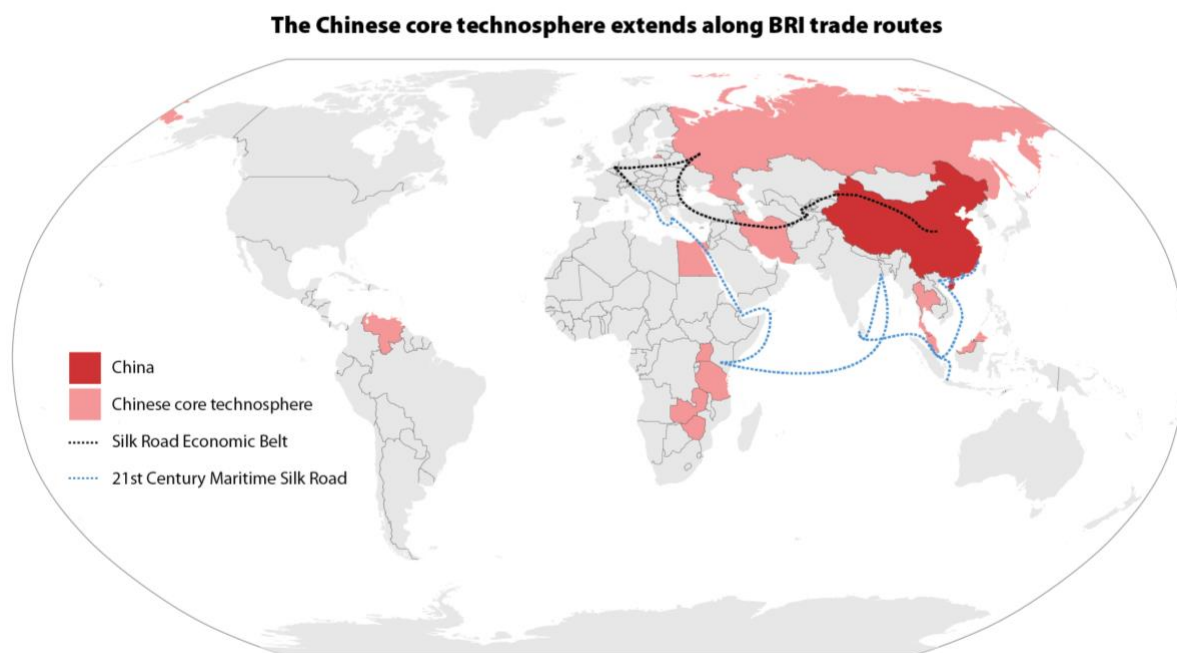 The Chinese core technosphere extends along BRI trade routes
China
Chinese core technosphere
Silk Road Economic Belt
21st Century Maritime Silk Road